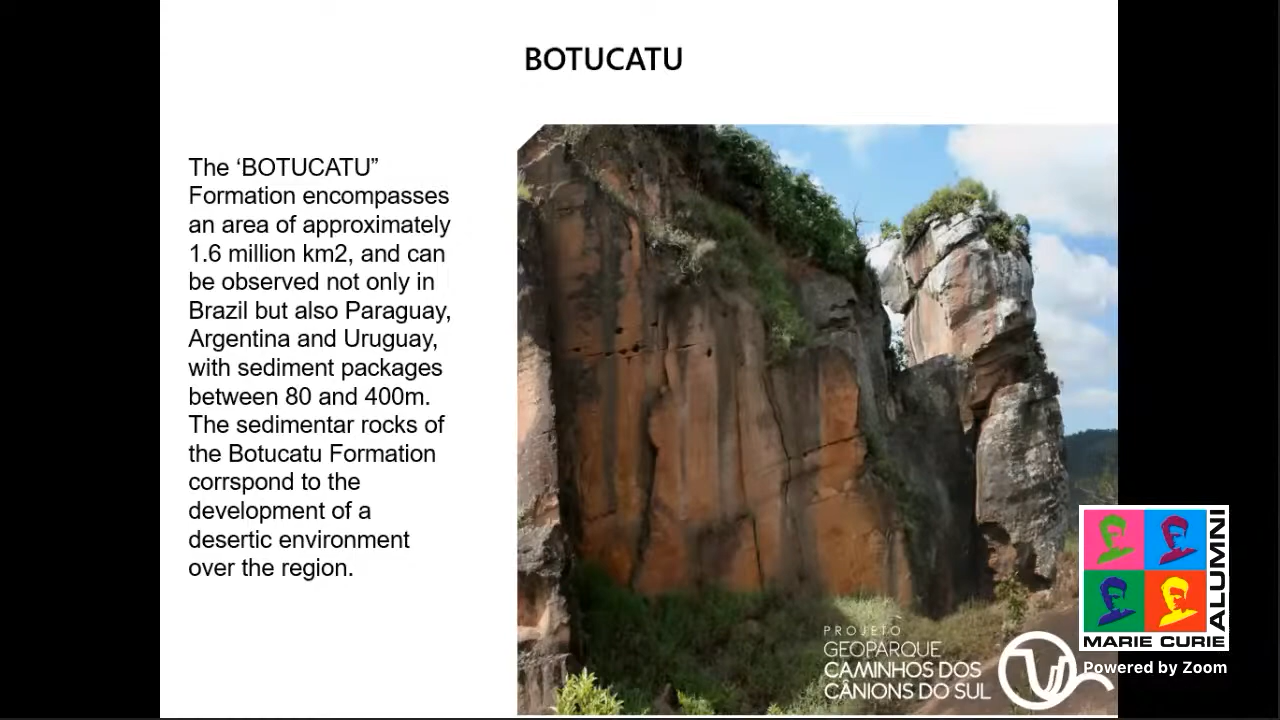 BOTUCATU
The ‘BOTUCATU”
Formation encompasses
an area of approximately
1.6 million km2, and can
be observed not only in
Brazil but also Paraguay,
Argentina and Uruguay,
with sediment packages
between 80 and 400m.
The sedimentar rocks of
the Botucatu Formation
corrspond to the
development of a
desertic environment
over the region.
PROJETO
GEOPARQUE
CAMINHOS DOS
CÂNIONS DO SUL
ALUMNI
MARIE CURIE
Powered by Zoom